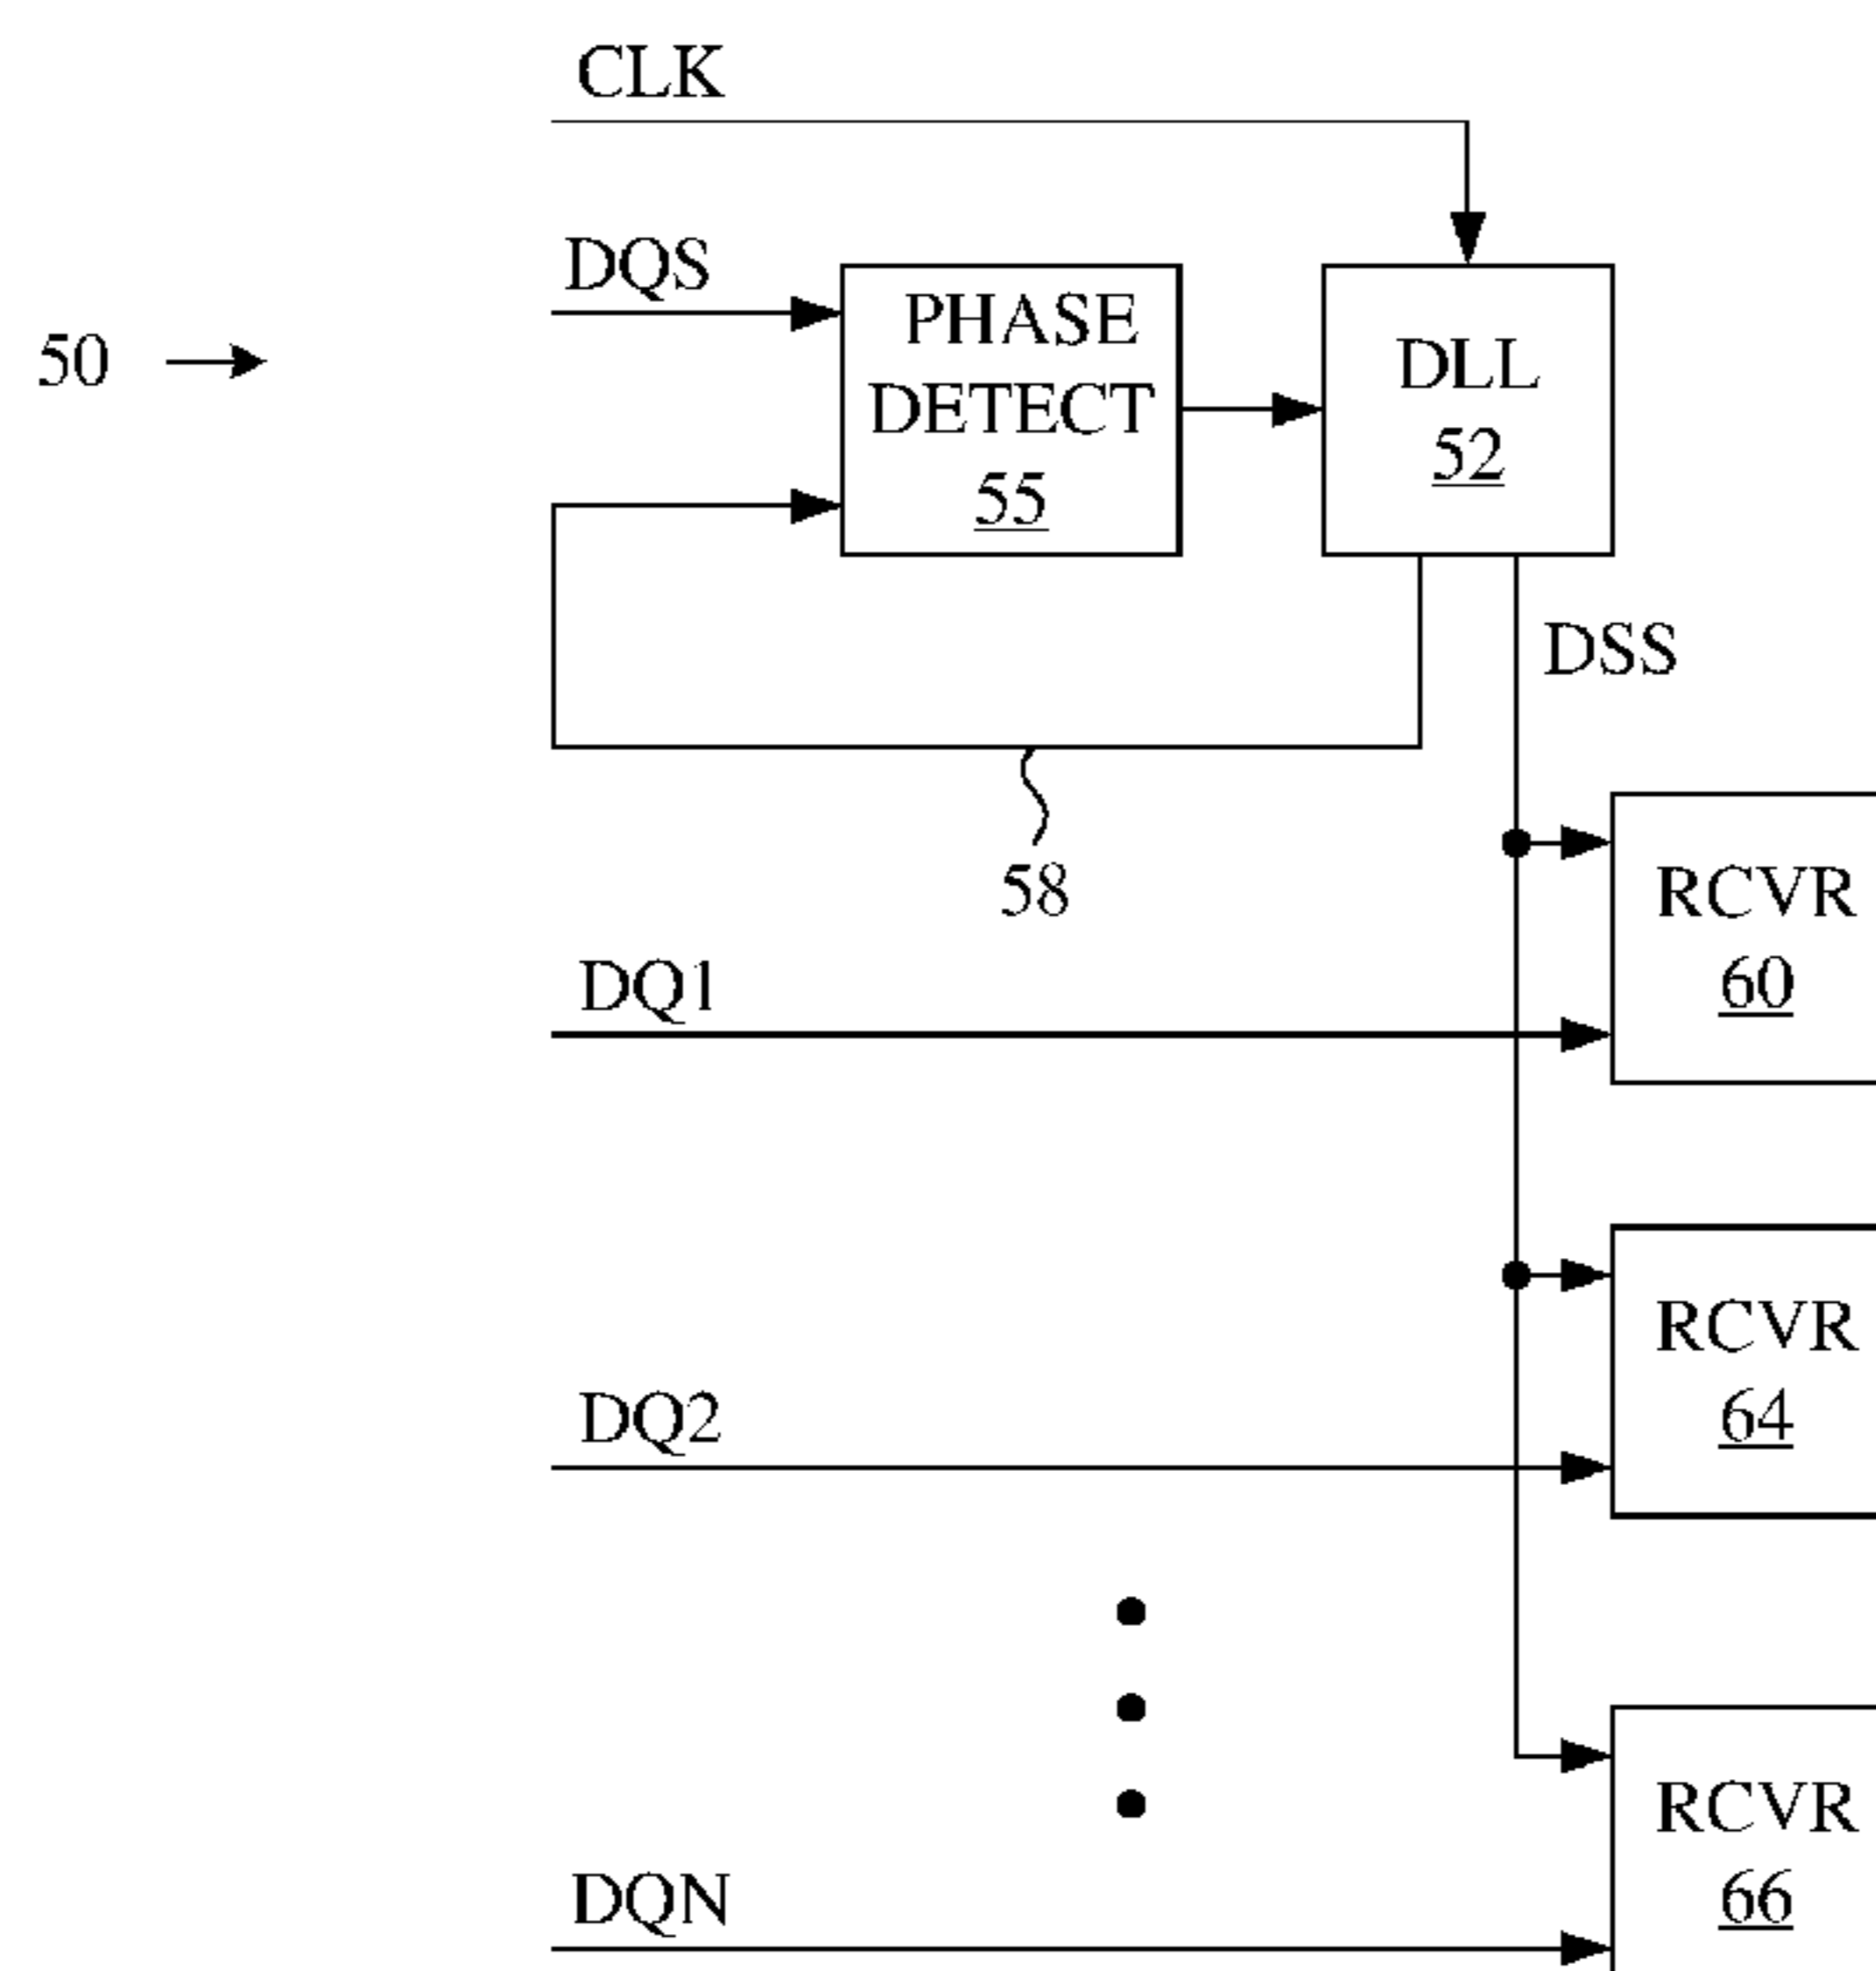 CLK
DQS
50
PHASE
DETECT
55
DLL
52
DSS
58
RCVR
60
DQ1
RCVR
64
DQ2
RCVR
66
DQN